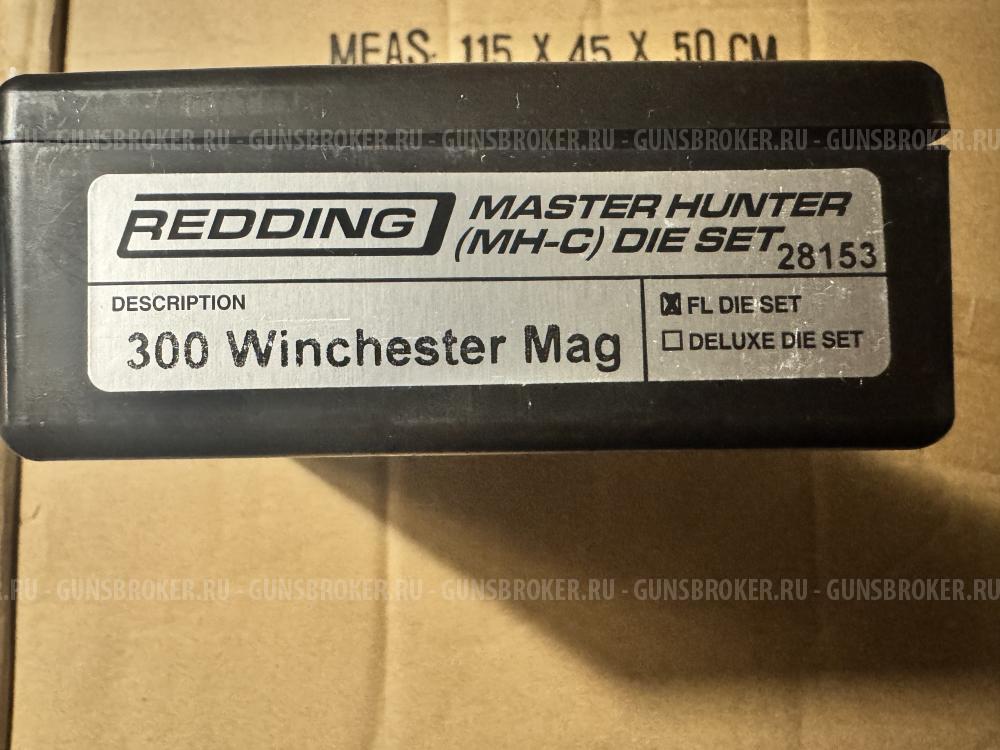 MEAS: 115 X 45 X 50 CM
RU - GUNSBROKER.RU - GUNSBROKER.RU - GUNSBROKER.RU - GUNSBROKER.RU - GUNSBROKER.RU
REDDING MASTER HUNTER
(MH-C) DIE SET
28153
DESCRIPTION
300 Winchester Mag
FL DIE SET
DELUXE DIE SET
.RU - GUNSBROKER.RU - GUNSBROKER.RU - GUNSBROKER.RU - GUNSBROKER.RU - GUNSBROKER.RU